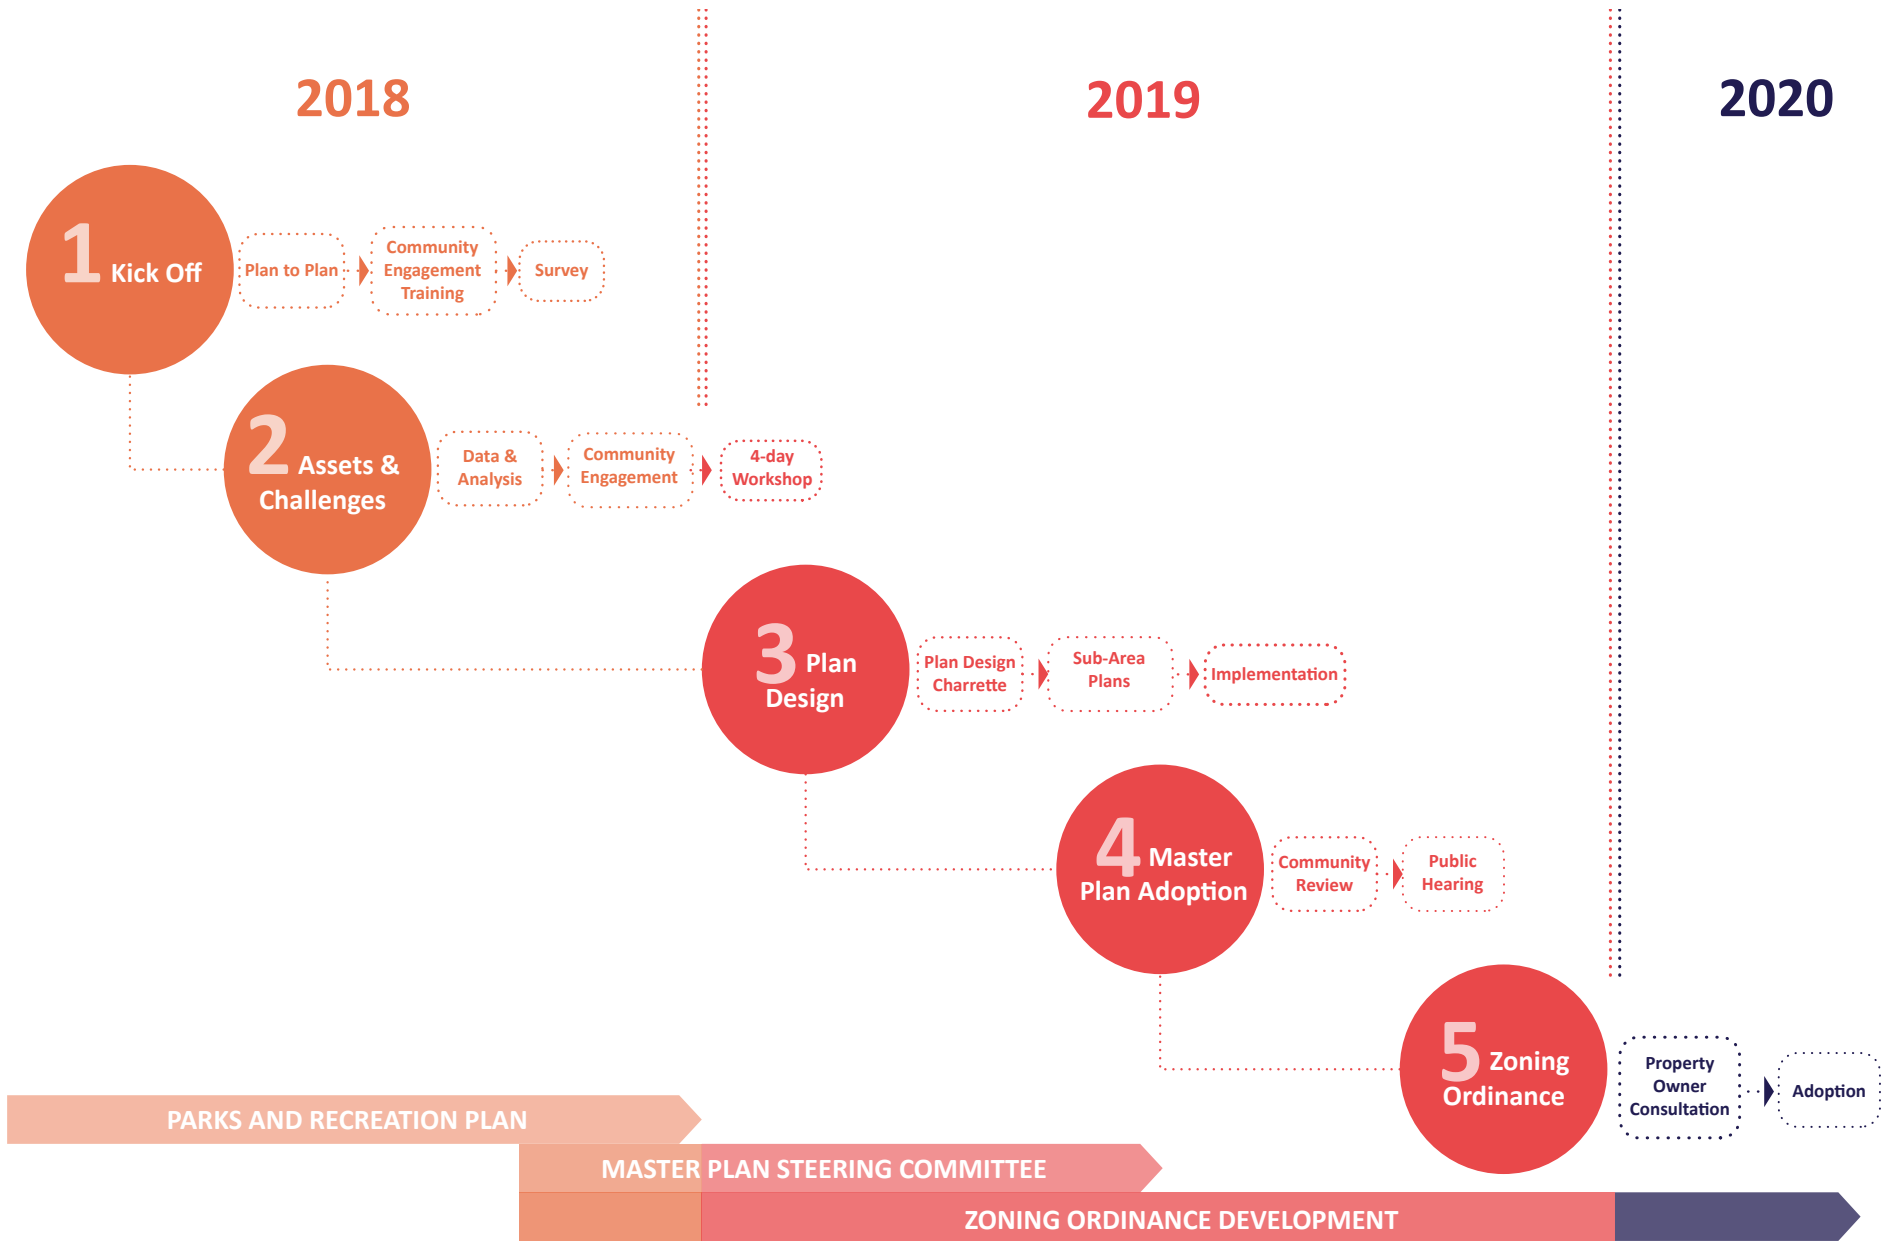 2018
2019
2020
1 Kick Off
Plan to Plan
Community
Engagement
Training
Survey
2 Assets &
Challenges
Data &
Analysis
Community
Engagement
4-day
Workshop
3 Plan
Design
Plan Design
Charrette
Sub-Area
Plans
Implementation
4 Master
Plan Adoption
Community
Review
Public
Hearing
5 Zoning
Ordinance
Property
Owner
Consultation
Adoption
PARKS AND RECREATION PLAN
MASTER PLAN STEERING COMMITTEE
ZONING ORDINANCE DEVELOPMENT